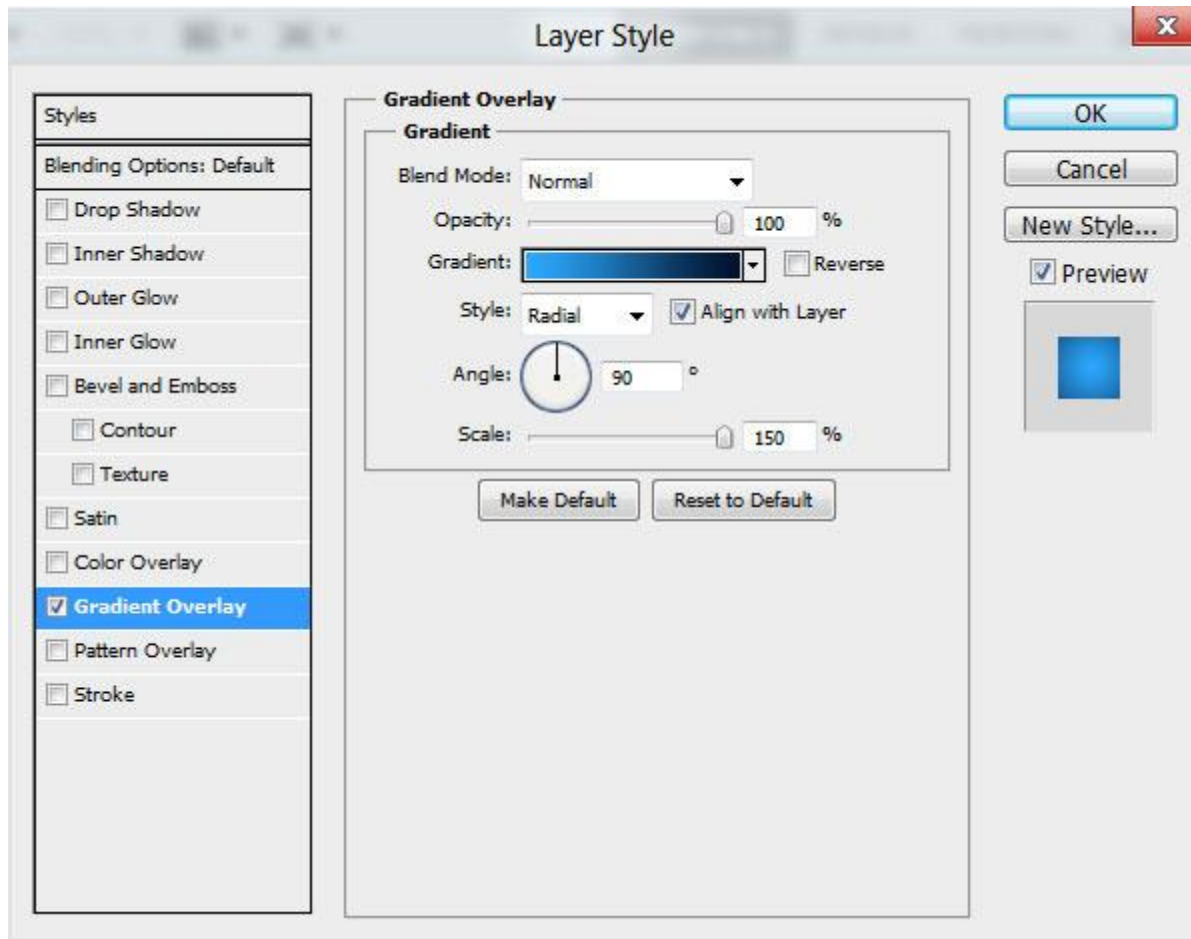 Layer Style
Styles
Blending Options: Default
Drop Shadow
Inner Shadow
Outer Glow
Inner Glow
Bevel and Emboss
Contour
Texture
Satin
Color Overlay
Gradient Overlay
Pattern Overlay
Stroke
Gradient Overlay
Gradient
Blend Mode: Normal
Opacity: 100 %
Gradient: Reverse
Style: Radial Align with Layer
Angle: 90 °
Scale: 150 %
Make Default Reset to Default
OK
Cancel
New Style...
Preview